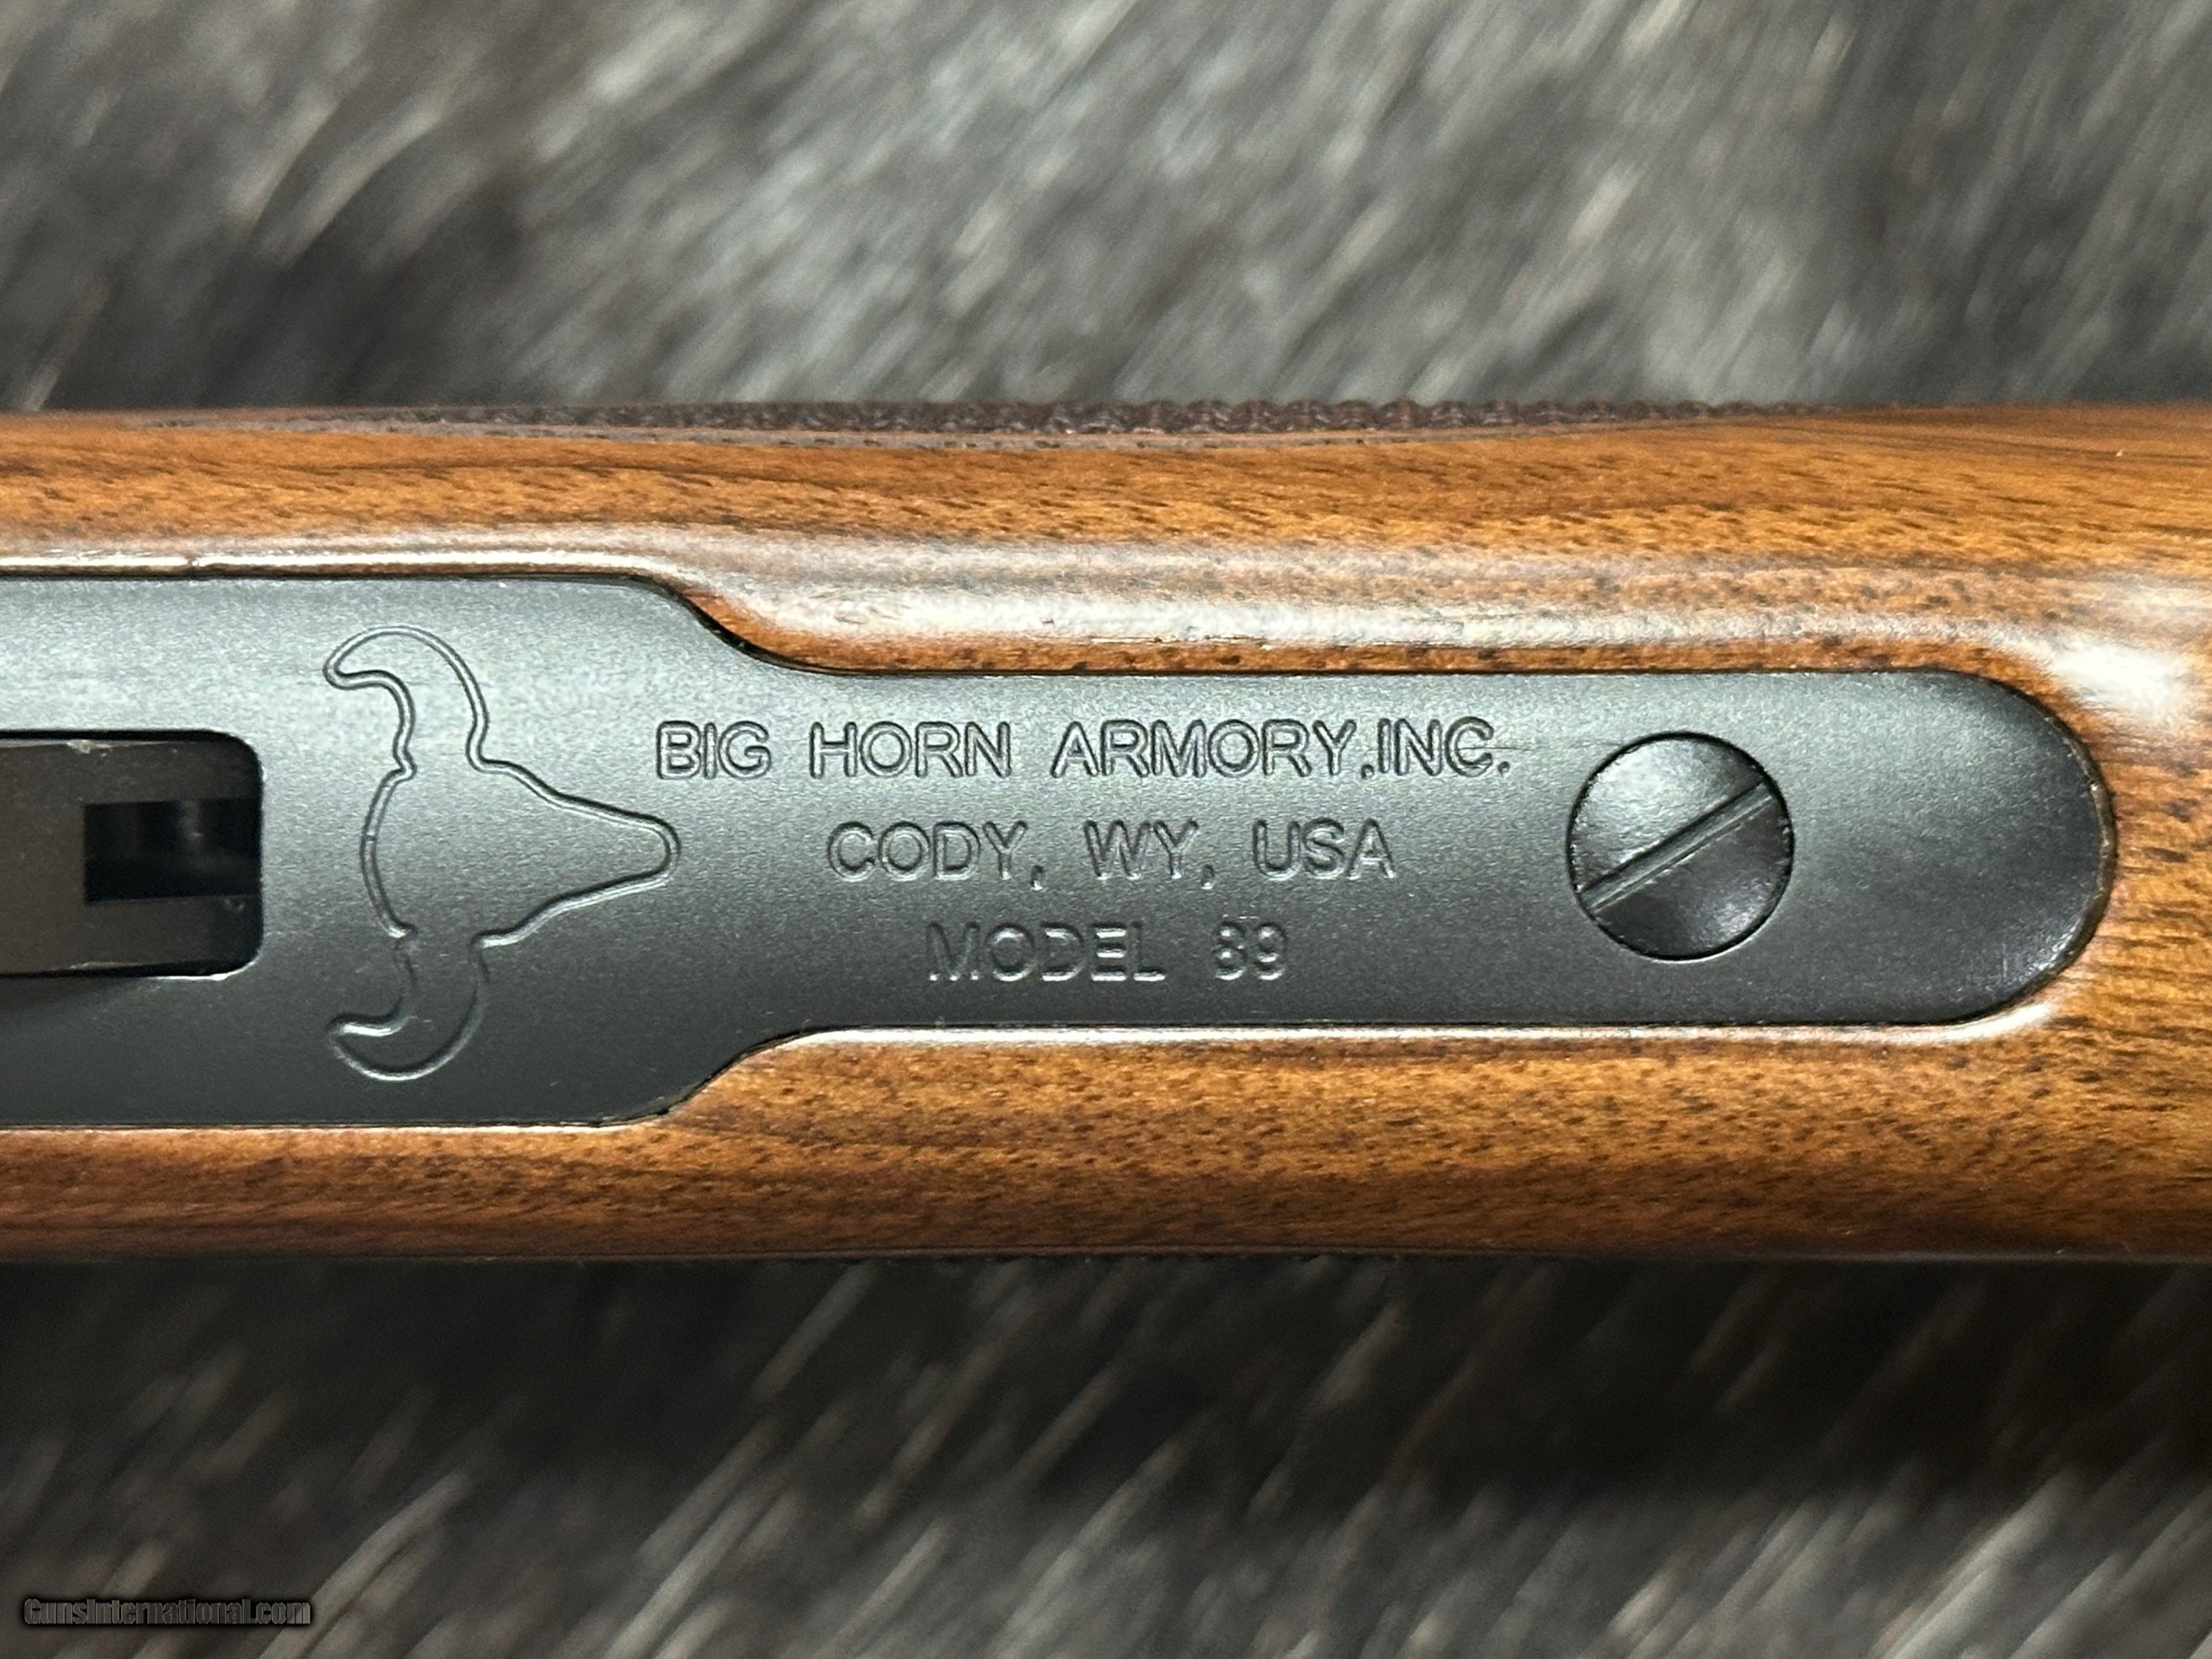 BIG HORN ARMORY, INC.
CODY, WY, USA
MODEL 89
GunsInternational.com